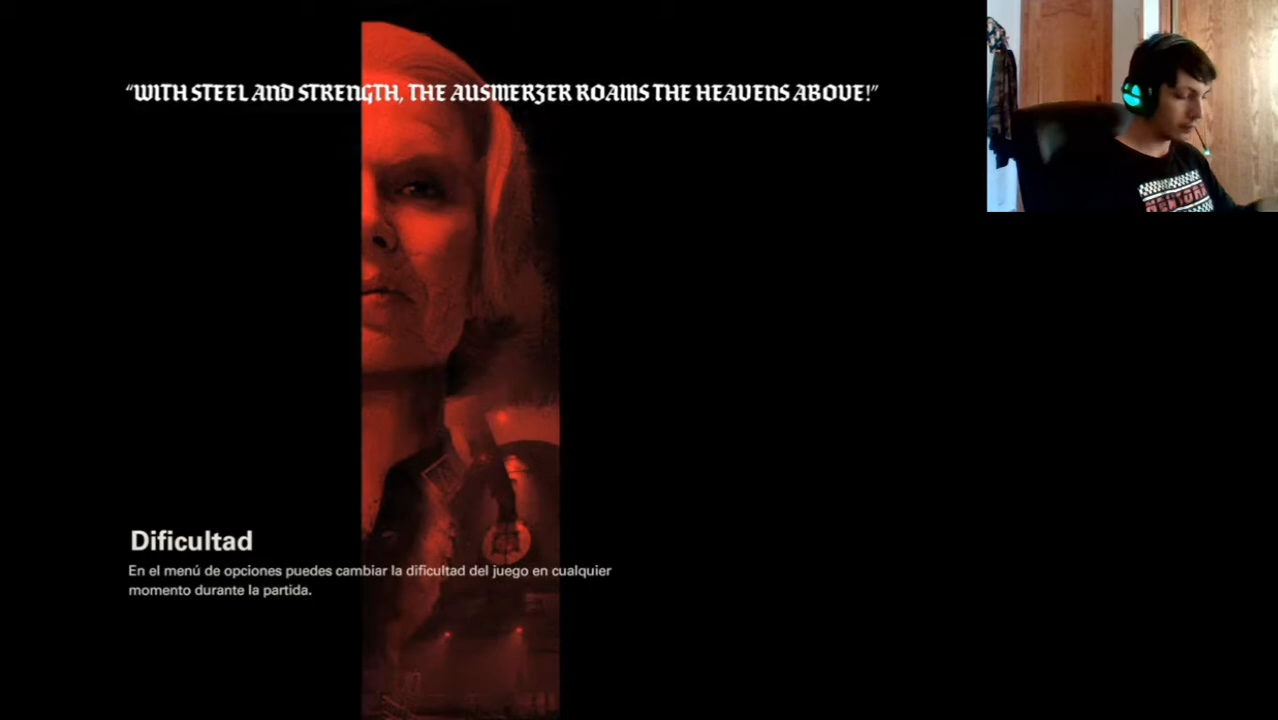 “WITH STEEL AND STRENGTH, THE AUSMERZER ROAMS THE HEAVENS ABOVE!”
Dificultad
En el menú de opciones puedes cambiar la dificultad del juego en cualquier
momento durante la partida.